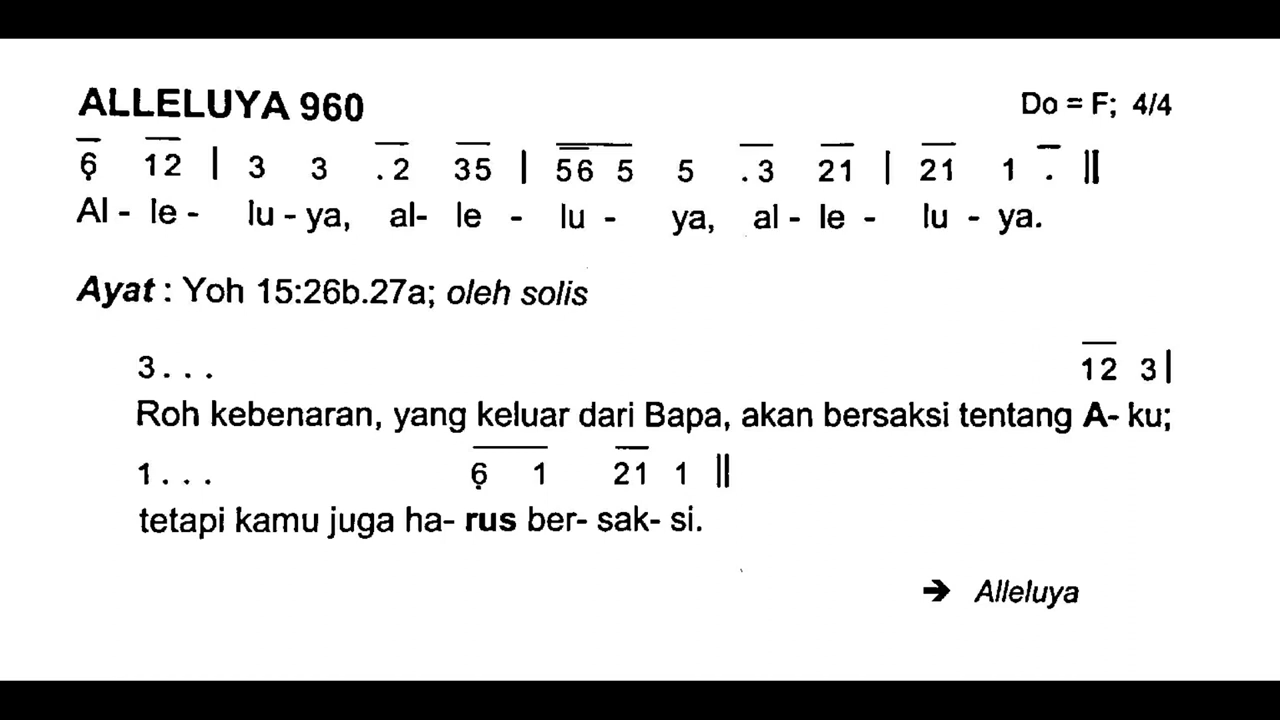 ALLELUYA 960 Do = F; 4/4
6̣ 12 | 3 3 .2 35 | 56 5 5 .3 21 | 21 1 . ||
Al - le - lu - ya, al- le - lu - ya, al - le - lu - ya.
Ayat : Yoh 15:26b.27a; oleh solis
3 . . . 12 3|
Roh kebenaran, yang keluar dari Bapa, akan bersaksi tentang A- ku;
1 . . . 6̣ 1 21 1 ||
tetapi kamu juga ha- rus ber- sak- si.
➔ Alleluya